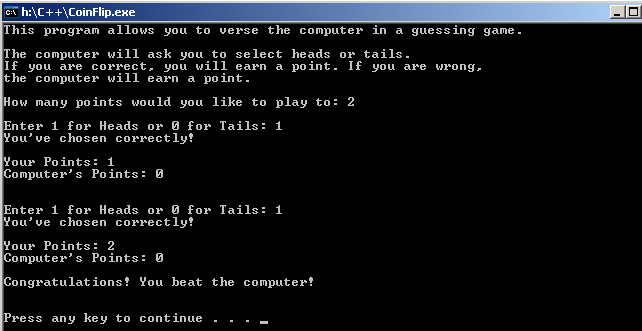 h:\C++\CoinFlip.exe
This program allows you to verse the computer in a guessing game.
The computer will ask you to select heads or tails.
If you are correct, you will earn a point. If you are wrong,
the computer will earn a point.
How many points would you like to play to: 2
Enter 1 for Heads or 0 for Tails: 1
You've chosen correctly!
Your Points: 1
Computer's Points: 0
Enter 1 for Heads or 0 for Tails: 1
You've chosen correctly!
Your Points: 2
Computer's Points: 0
Congratulations! You beat the computer!
Press any key to continue . . . _